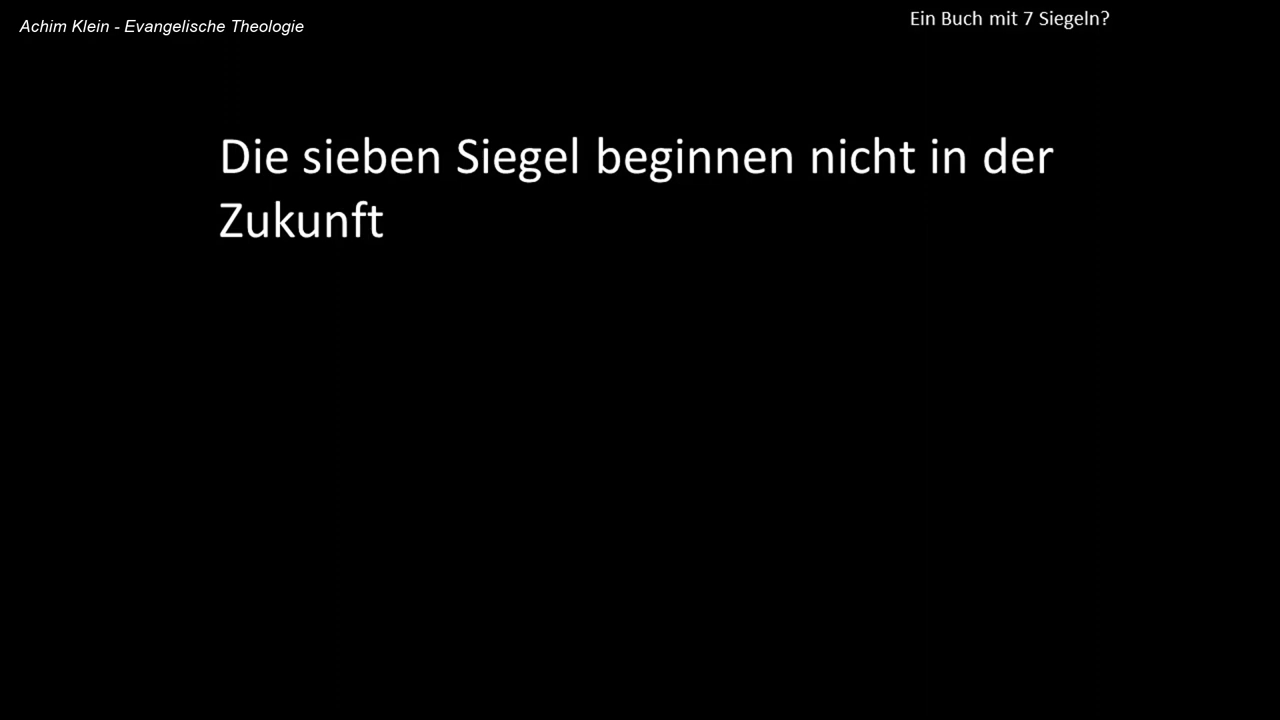 Achim Klein - Evangelische Theologie
Ein Buch mit 7 Siegeln?
Die sieben Siegel beginnen nicht in der
Zukunft